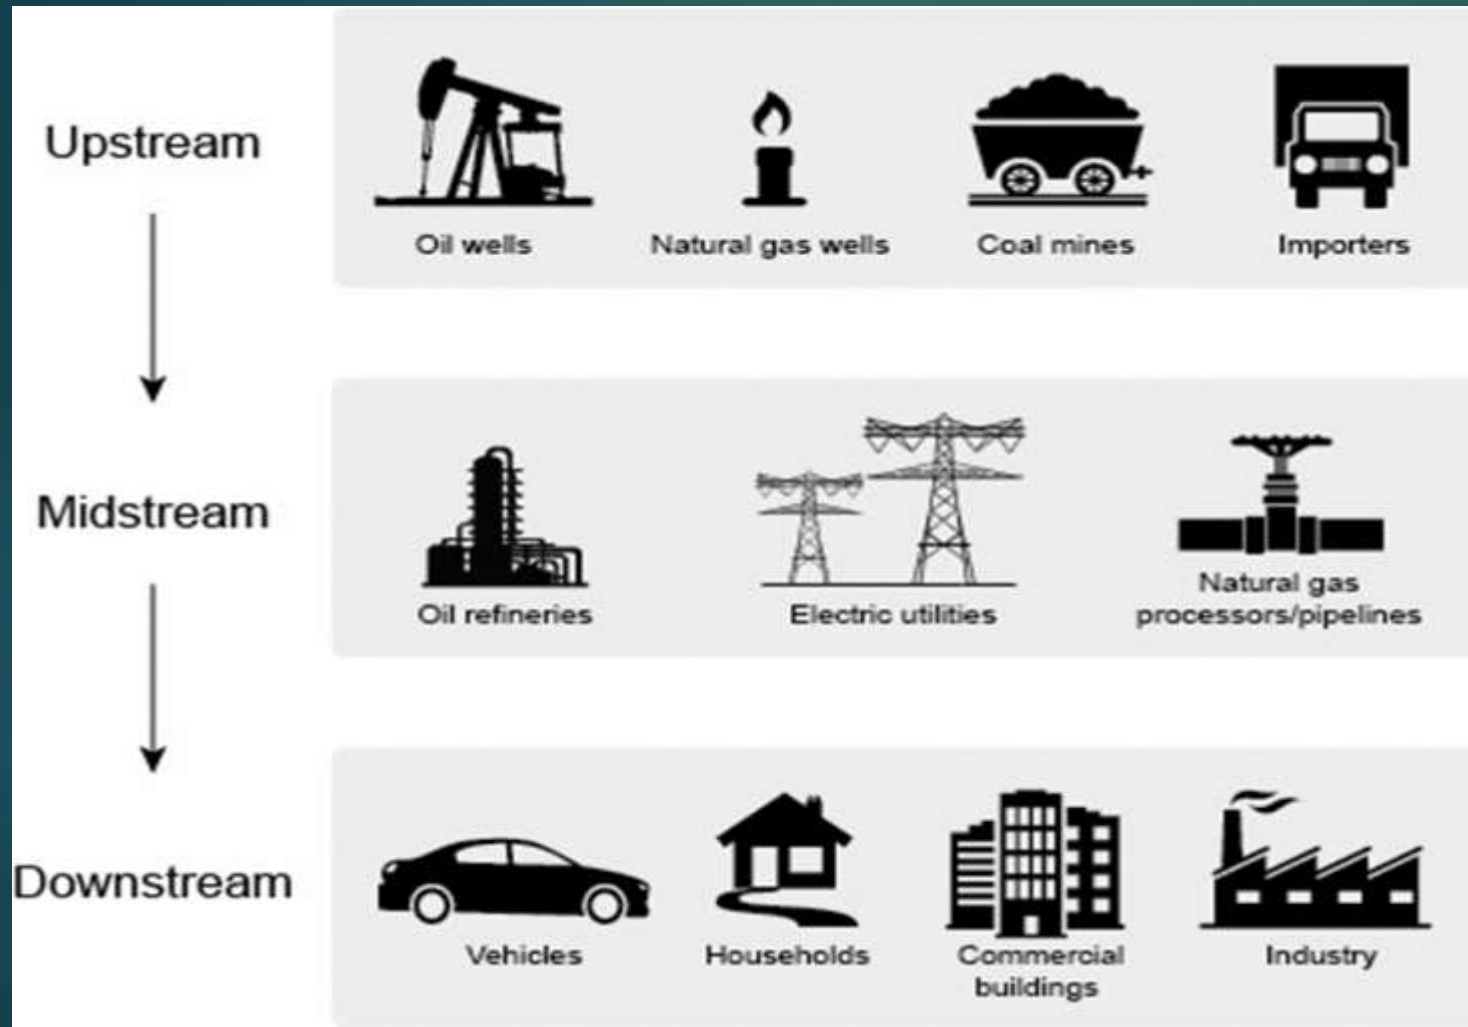 Upstream
Oil wells
Natural gas wells
Coal mines
Importers
Midstream
Oil refineries
Electric utilities
Natural gas
processors/pipelines
Downstream
Vehicles
Households
Commercial
buildings
Industry